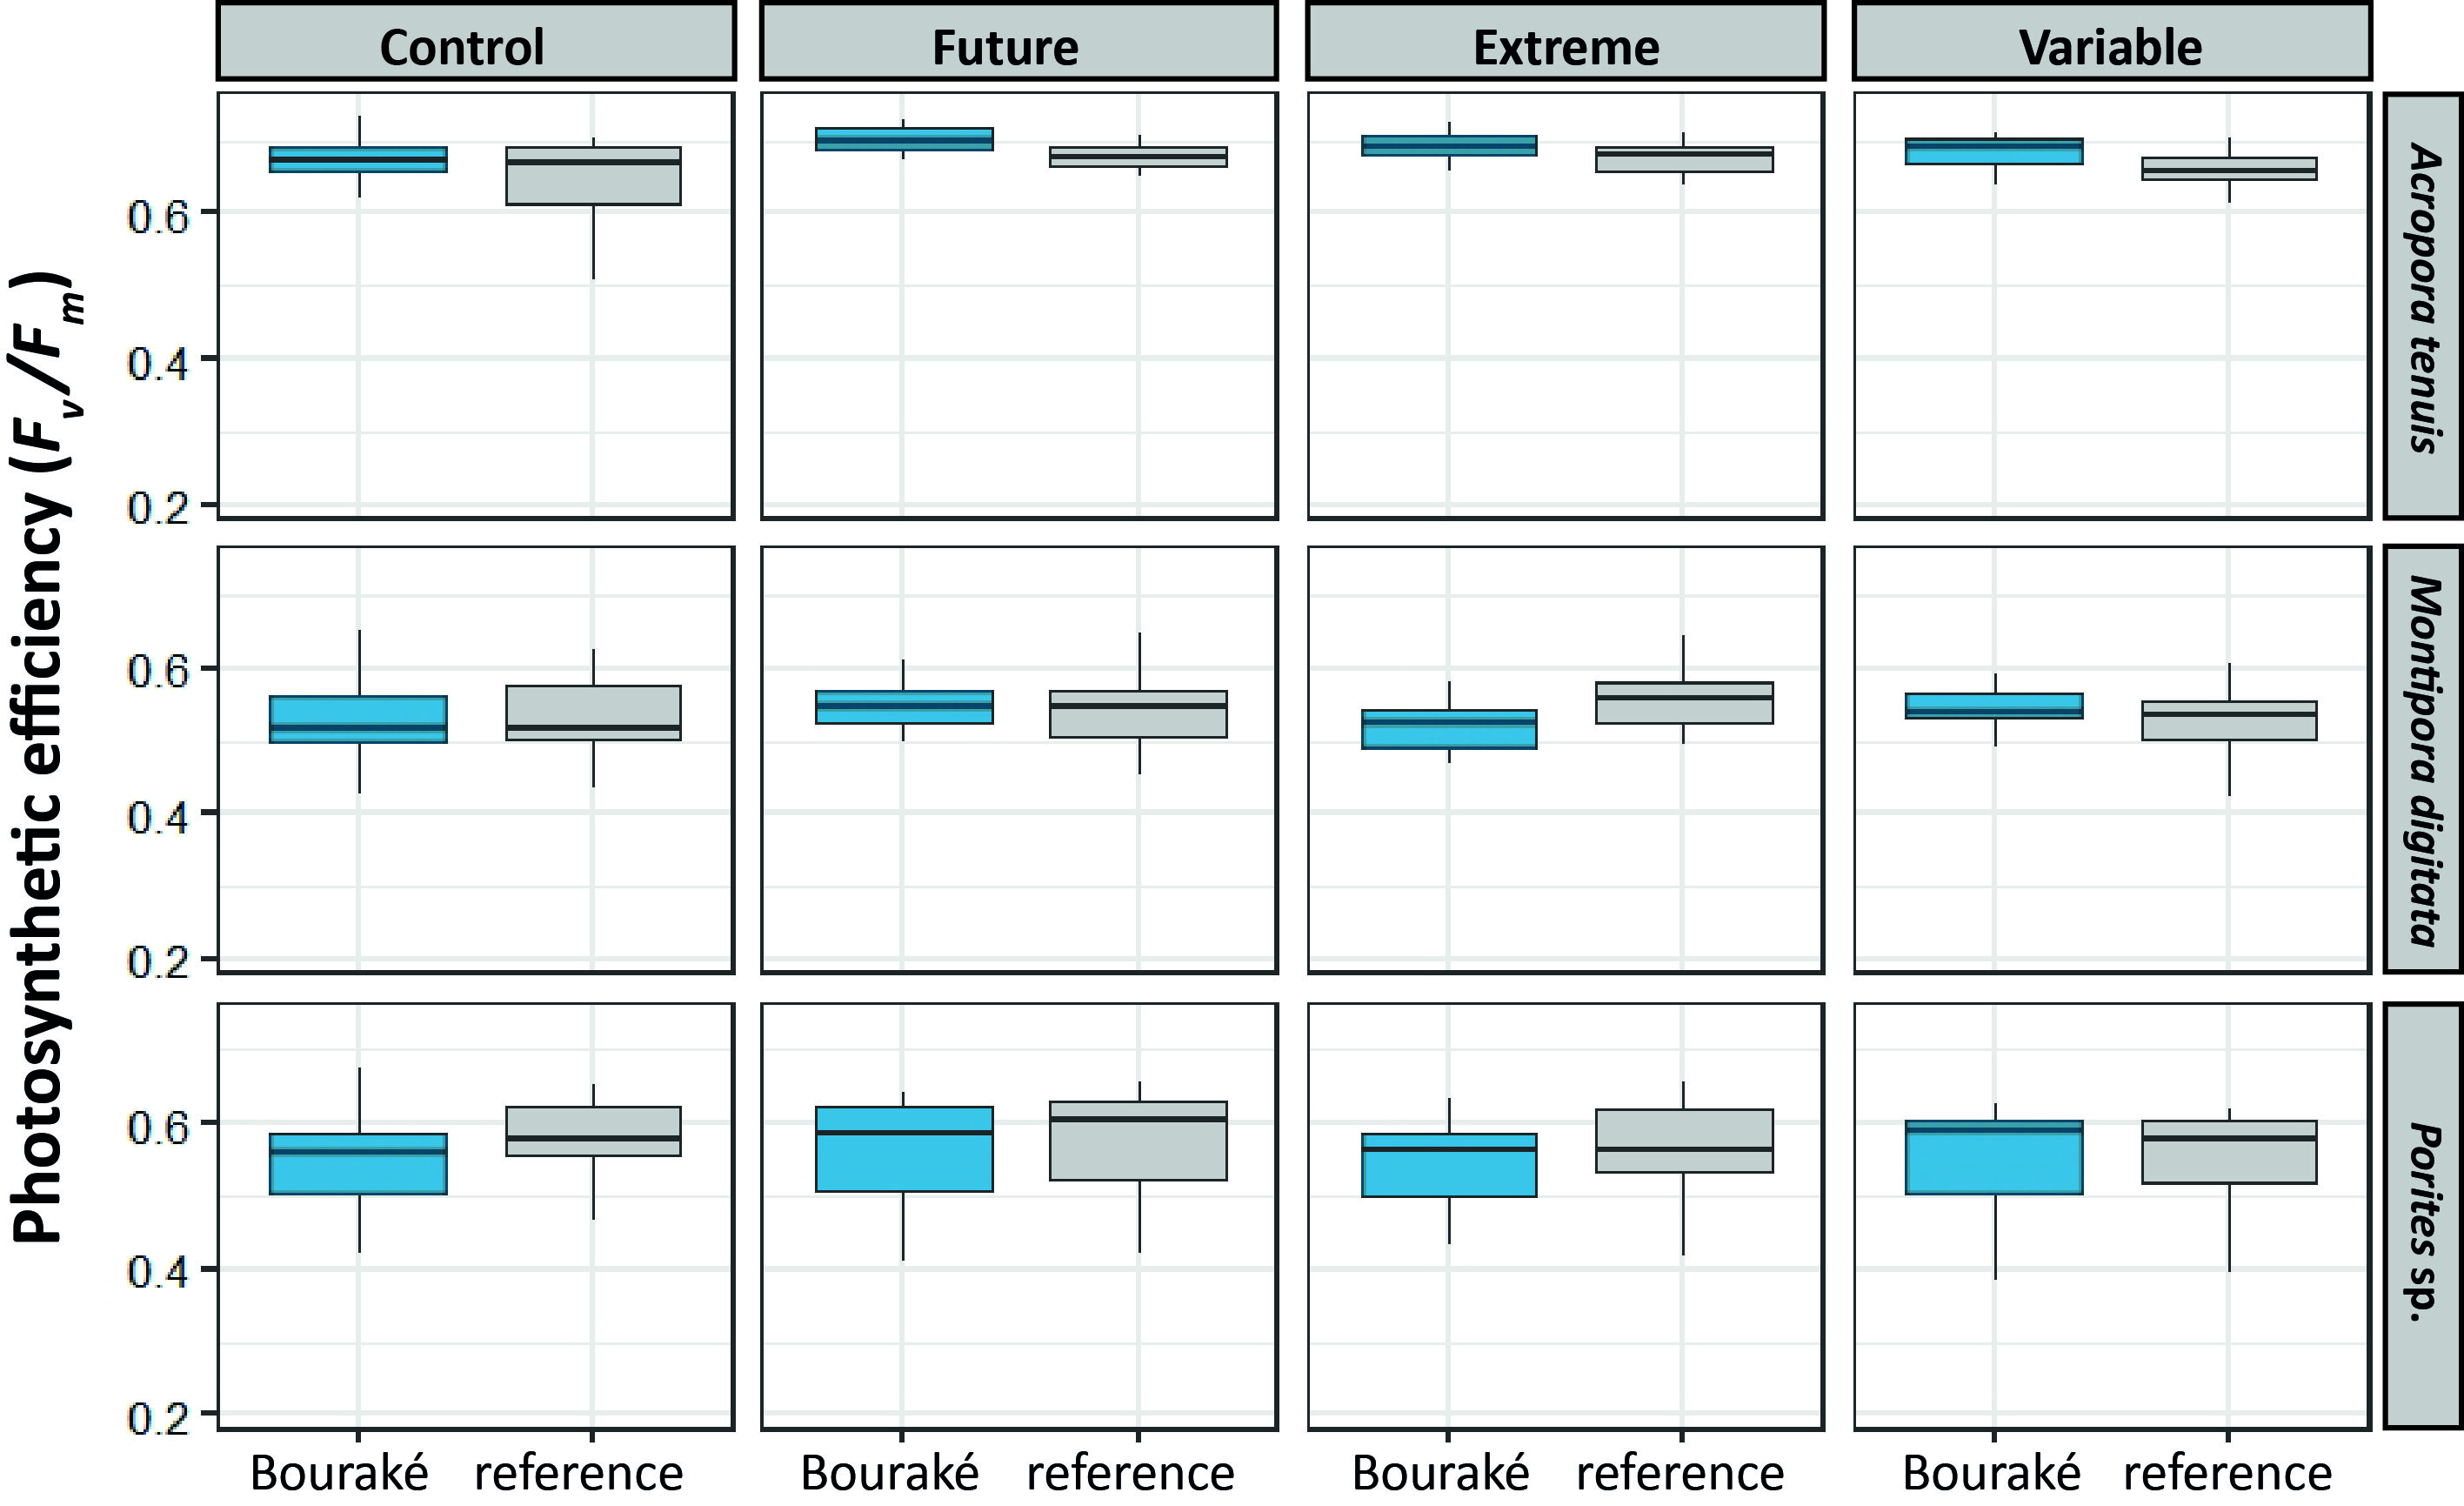 Control Future Extreme Variable
Photosynthetic efficiency (Fv/Fm)
0.6
0.4
0.2
Acropora tenuis
0.6
0.4
0.2
Montipora digitata
0.6
0.4
0.2
Porites sp.
Bouraké reference Bouraké reference Bouraké reference Bouraké reference